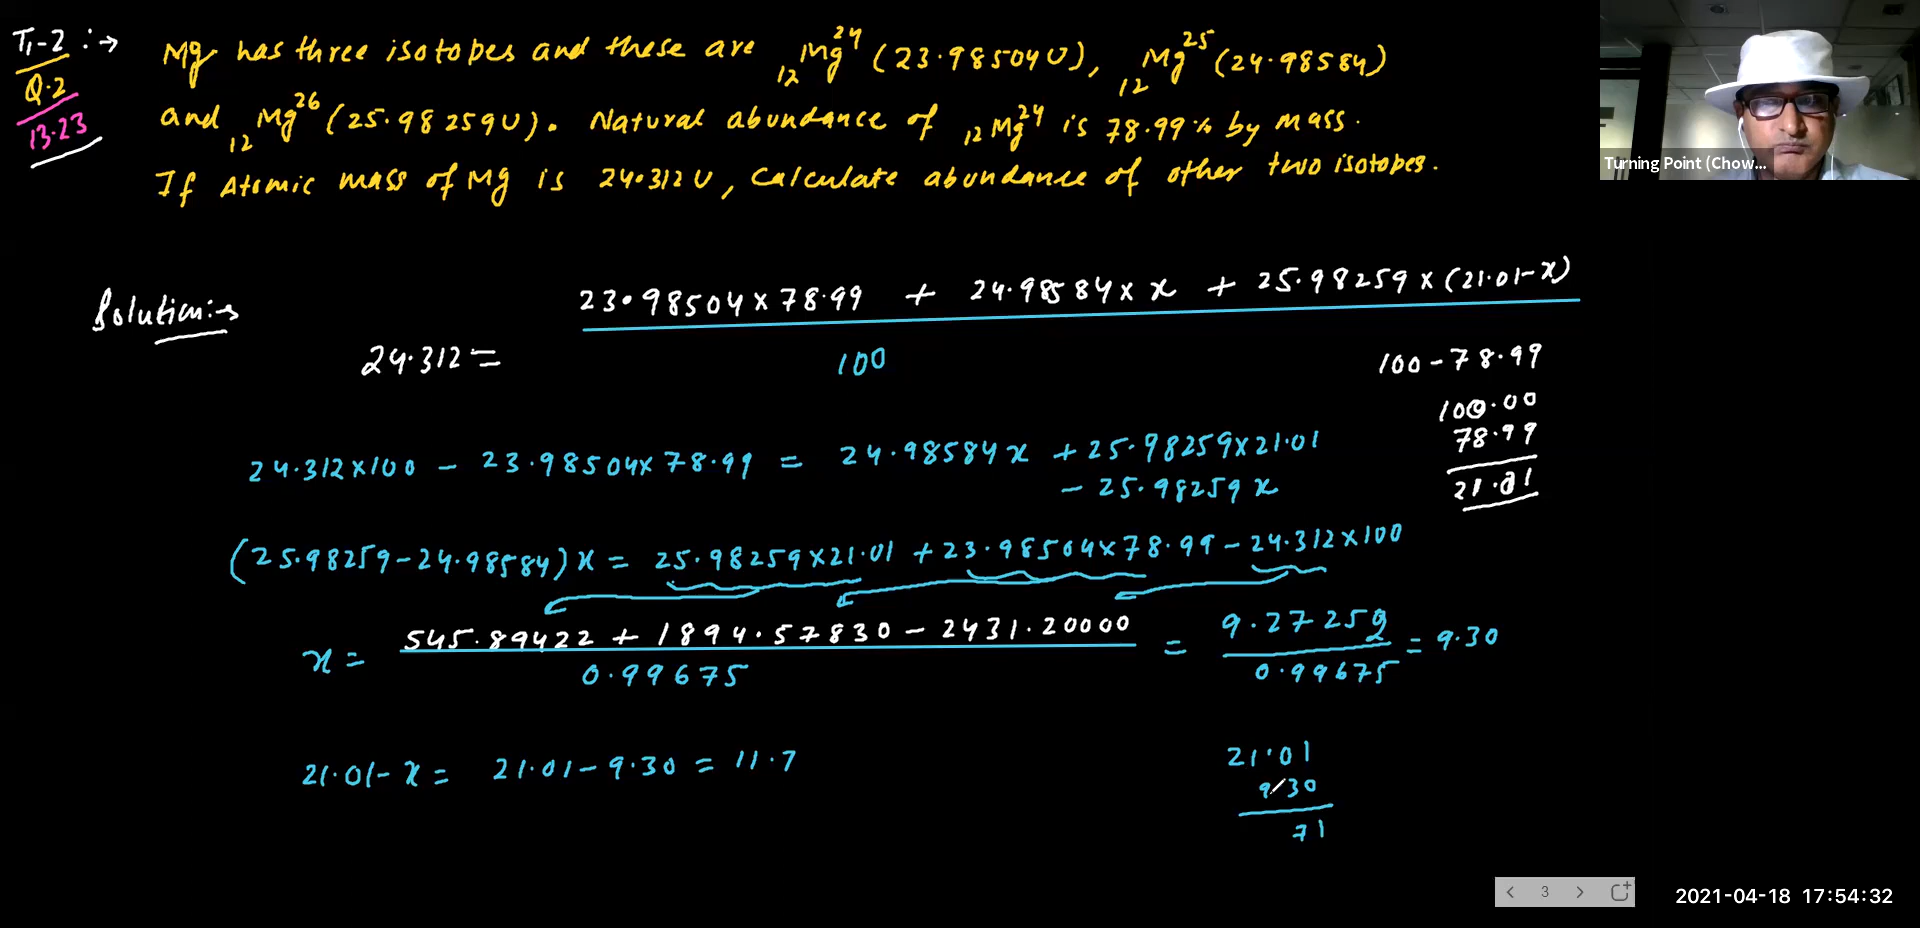 T1-2 :→ Mg has three isotopes and these are 12Mg24 (23.98504U), 12Mg25 (24.98584)
Q.2
13.23
and 12Mg26 (25.98259U). Natural abundance of 12Mg24 is 78.99% by mass.
If Atomic mass of Mg is 24.312U, calculate abundance of other two isotopes.
Turning Point (Chow...
Solution:→
23.98504×78.99 + 24.98584×x + 25.98259×(21.01-x)
24.312 =
100
100-78.99
100.00
78.99
21.01
24.312×100 - 23.98504×78.99 = 24.98584x + 25.98259×21.01
- 25.98259x
(25.98259-24.98584)x = 25.98259×21.01 + 23.98504×78.99 - 24.312×100
x = 545.89422 + 1894.57830 - 2431.20000 = 9.27259 = 9.30
0.99675 0.99675
21.01-x = 21.01-9.30 = 11.7
21.01
9.30
71
3
2021-04-18 17:54:32